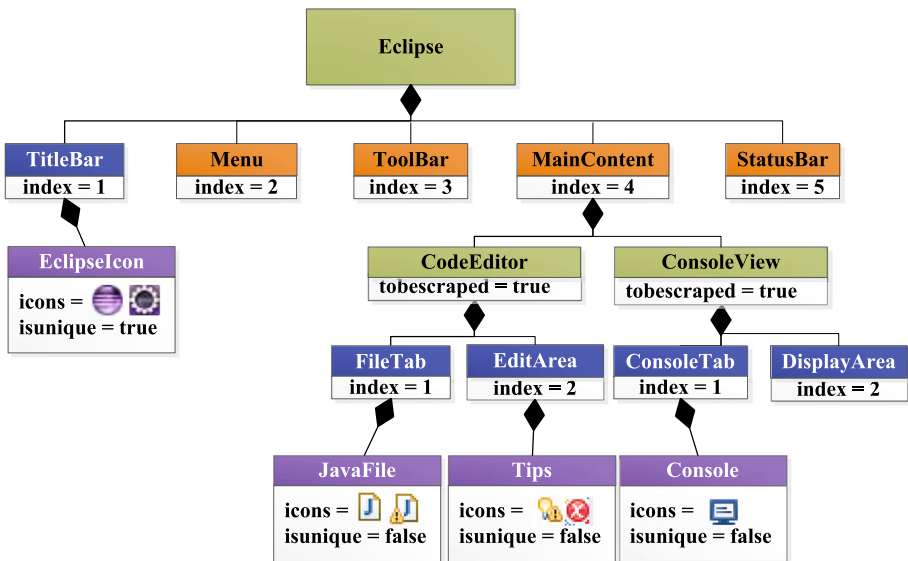 Eclipse
TitleBar
index = 1
Menu
index = 2
ToolBar
index = 3
MainContent
index = 4
StatusBar
index = 5
EclipseIcon
icons =
isunique = true
CodeEditor
tobescraped = true
ConsoleView
tobescraped = true
FileTab
index = 1
EditArea
index = 2
ConsoleTab
index = 1
DisplayArea
index = 2
JavaFile
icons = J J
isunique = false
Tips
icons =
isunique = false
Console
icons =
isunique = false